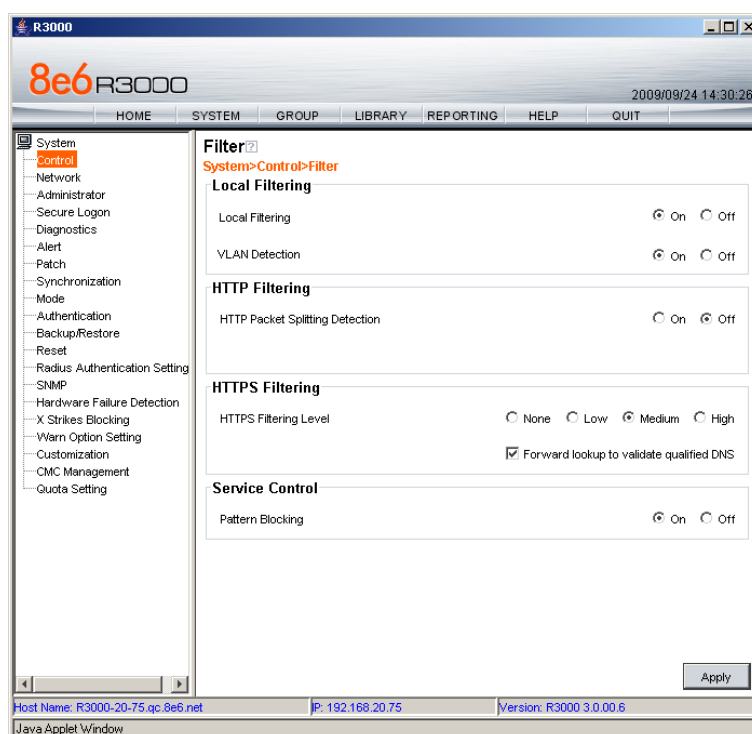 R3000
8e6 R3000
2009/09/24 14:30:26
HOME SYSTEM GROUP LIBRARY REPORTING HELP QUIT
System
Control
Network
Administrator
Secure Logon
Diagnostics
Alert
Patch
Synchronization
Mode
Authentication
Backup/Restore
Reset
Radius Authentication Setting
SNMP
Hardware Failure Detection
X Strikes Blocking
Warn Option Setting
Customization
CMC Management
Quota Setting
Filter ?
System>Control>Filter
Local Filtering
Local Filtering On Off
VLAN Detection On Off
HTTP Filtering
HTTP Packet Splitting Detection On Off
HTTPS Filtering
HTTPS Filtering Level None Low Medium High
Forward lookup to validate qualified DNS
Service Control
Pattern Blocking On Off
Apply
Host Name: R3000-20-75.qc.8e6.net IP: 192.168.20.75 Version: R3000 3.0.00.6
Java Applet Window